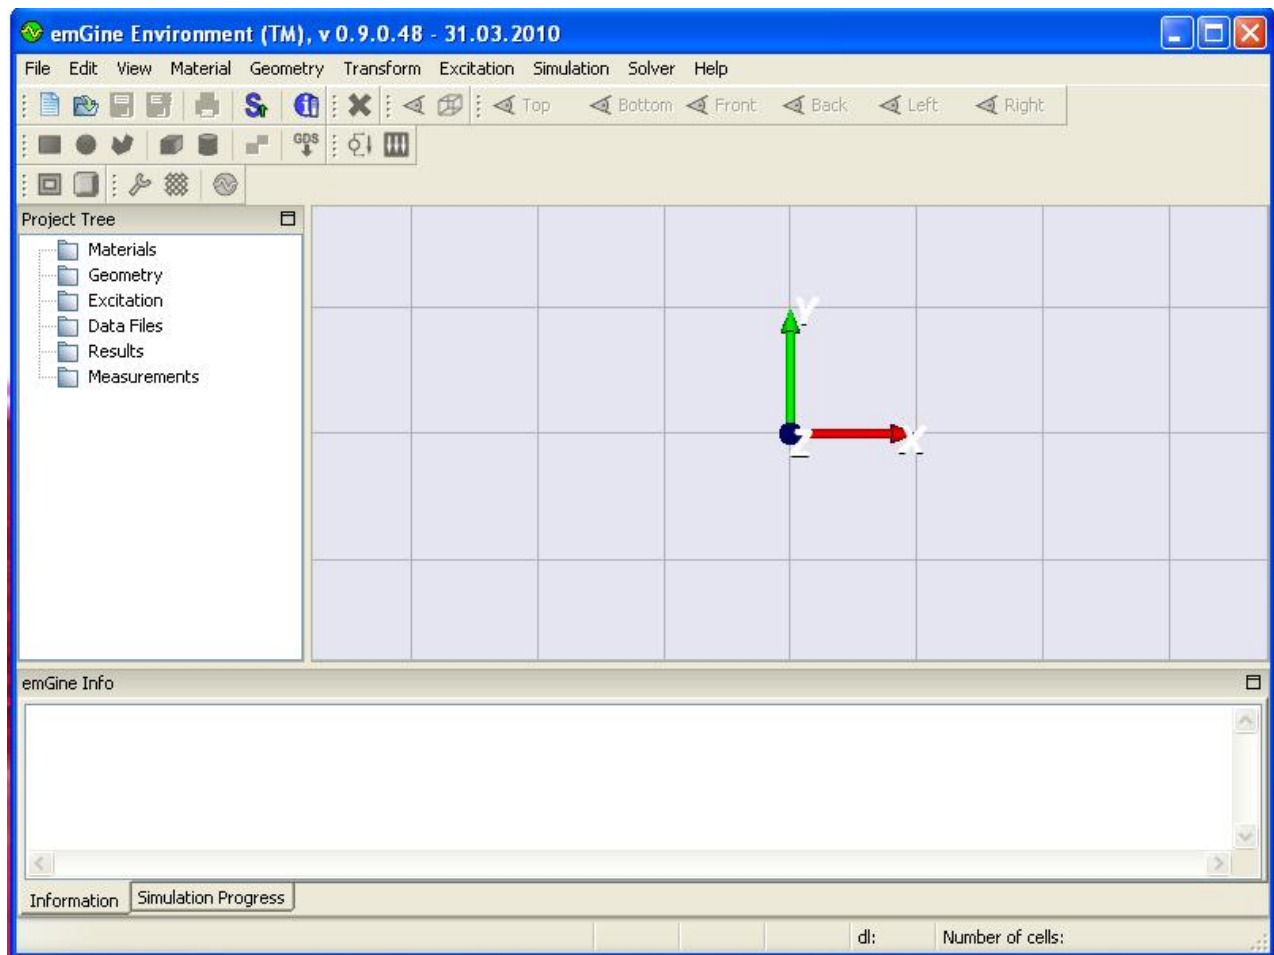 emGine Environment (TM), v 0.9.0.48 - 31.03.2010
File Edit View Material Geometry Transform Excitation Simulation Solver Help
S Top Bottom Front Back Left Right
GDS
Project Tree
Materials
Geometry
Excitation
Data Files
Results
Measurements
Y
Z X
emGine Info
Information Simulation Progress
dl: Number of cells: